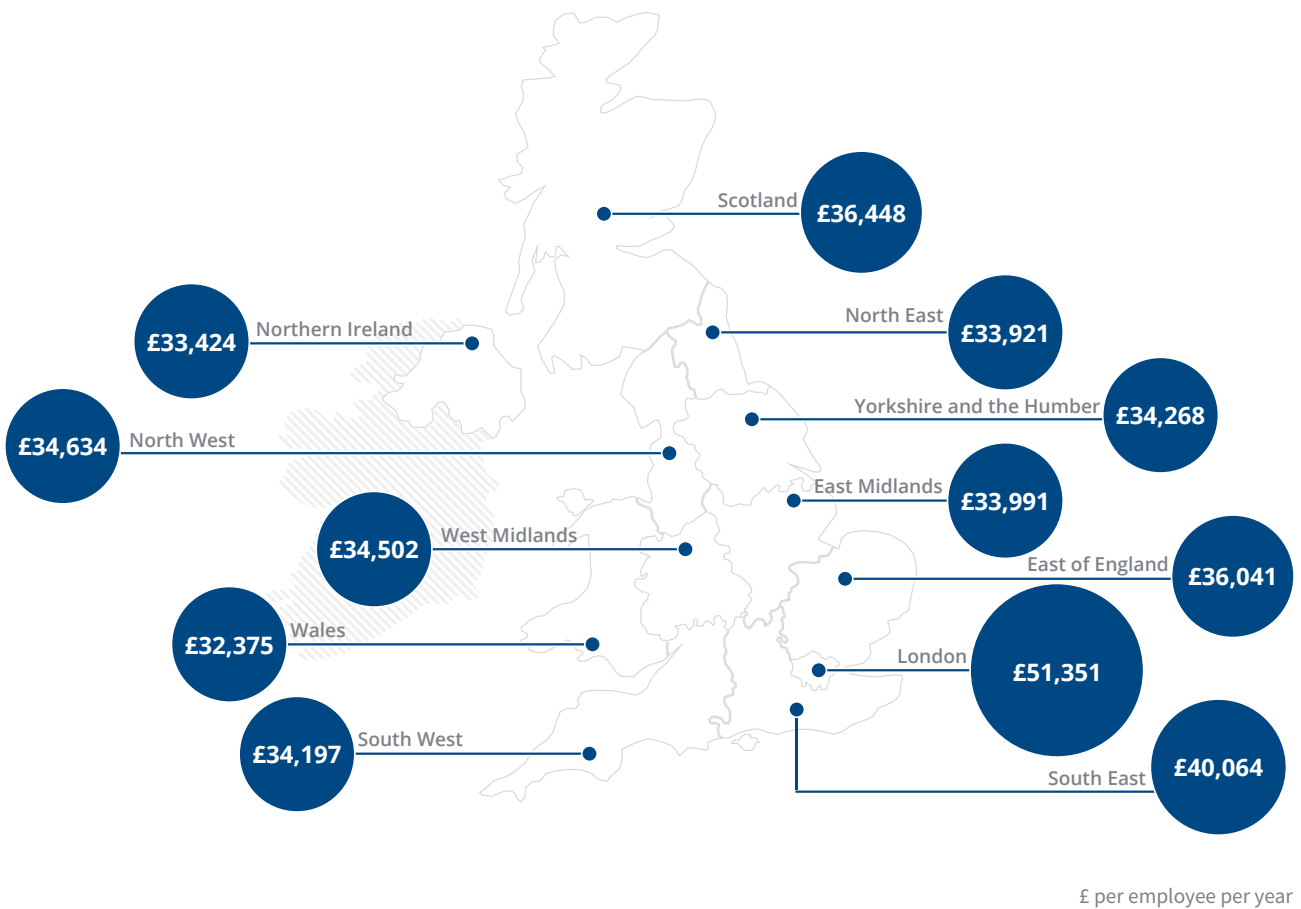 Scotland
£36,448
Northern Ireland
£33,424
North East
£33,921
Yorkshire and the Humber
£34,268
North West
£34,634
East Midlands
£33,991
West Midlands
£34,502
East of England
£36,041
Wales
£32,375
London
£51,351
South West
£34,197
South East
£40,064
£ per employee per year